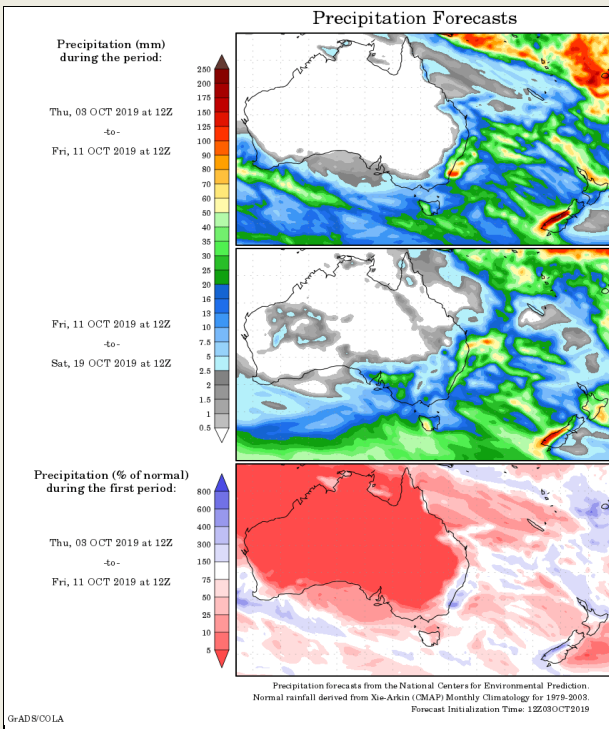 Precipitation Forecasts
Precipitation (mm)
during the period:
Thu, 03 OCT 2019 at 12Z
-to-
Fri, 11 OCT 2019 at 12Z
250
200
175
150
125
100
90
80
70
60
50
40
35
30
25
20
16
13
10
7.5
5
2.5
2
1.5
1
0.5
Fri, 11 OCT 2019 at 12Z
-to-
Sat, 19 OCT 2019 at 12Z
Precipitation (% of normal)
during the first period:
Thu, 03 OCT 2019 at 12Z
-to-
Fri, 11 OCT 2019 at 12Z
800
600
400
300
150
75
50
25
10
5
Precipitation forecasts from the National Centers for Environmental Prediction.
Normal rainfall derived from Xie-Arkin (CMAP) Monthly Climatology for 1979-2003.
Forecast Initialization Time: 12Z03OCT2019
GrADS/COLA